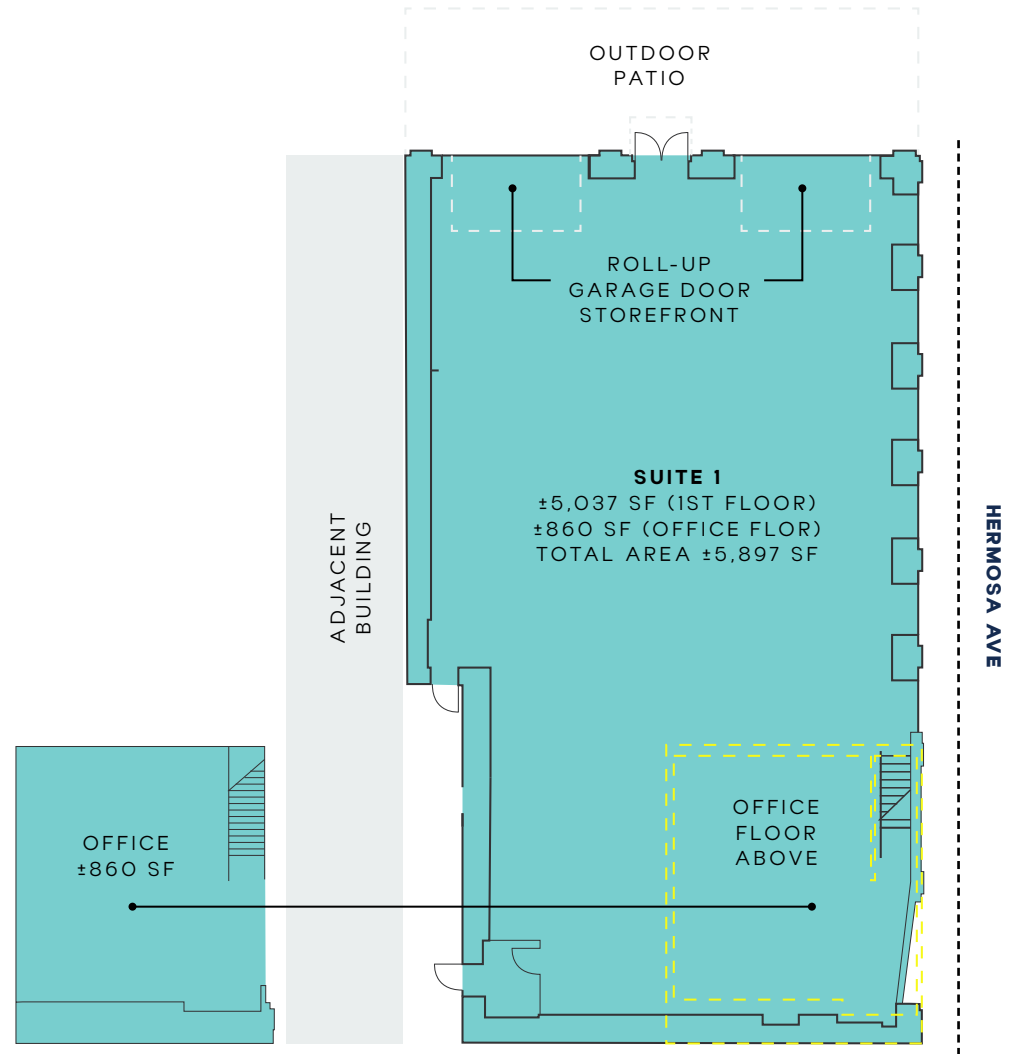 OUTDOOR
PATIO
ROLL-UP
GARAGE DOOR
STOREFRONT
SUITE 1
±5,037 SF (1ST FLOOR)
±860 SF (OFFICE FLOR)
TOTAL AREA ±5,897 SF
ADJACENT
BUILDING
HERMOSA AVE
OFFICE
FLOOR
ABOVE
OFFICE
±860 SF